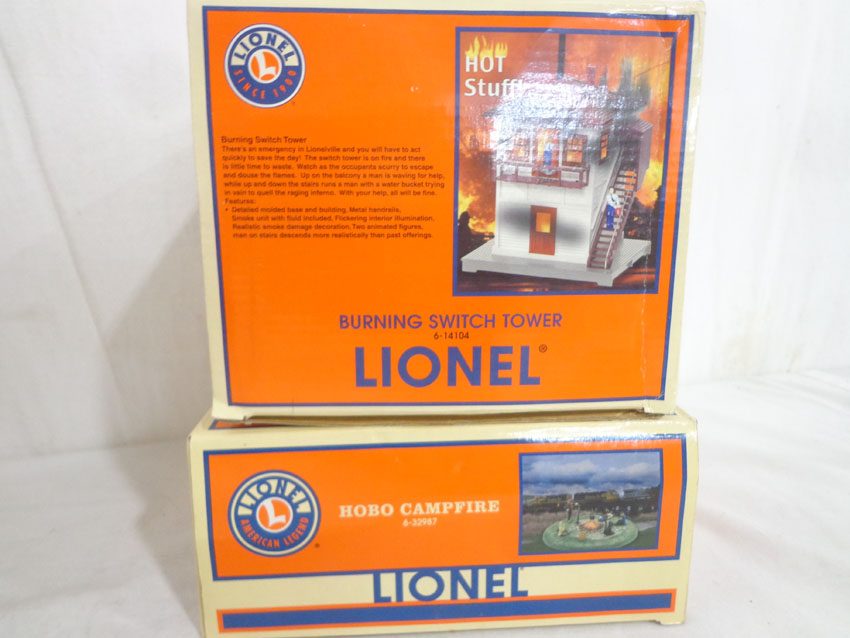 LIONEL
L
SINCE 1900
HOT
Stuff!
Burning Switch Tower
There's an emergency in Lionelville and you will have to act
quickly to save the day! The switch tower is on fire and there
is little time to waste. Watch as the occupants scurry to escape
and douse the flames. Up on the balcony a man is waving for help,
while up and down the stairs runs a man with a water bucket trying
in vain to quell the raging inferno. With your help, all will be fine.
Features:
• Detailed molded base and building, Metal handrails,
Smoke unit with fluid included, Flickering interior illumination,
Realistic smoke damage decoration, Two animated figures,
man on stairs descends more realistically than past offerings.
BURNING SWITCH TOWER
6-14104
LIONEL®
LIONEL
L
AMERICAN LEGEND
®
HOBO CAMPFIRE
6-32987
LIONEL